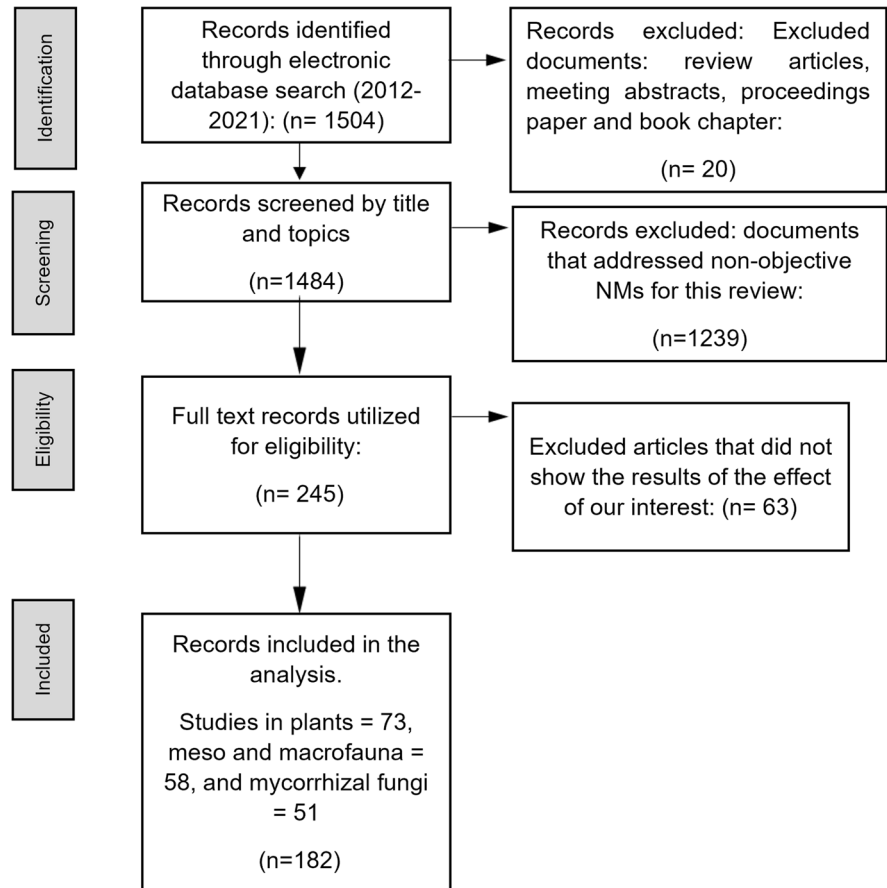 Identification
Records identified
through electronic
database search (2012-
2021): (n= 1504)
Records excluded: Excluded
documents: review articles,
meeting abstracts, proceedings
paper and book chapter:
(n= 20)
Screening
Records screened by title
and topics
(n=1484)
Records excluded: documents
that addressed non-objective
NMs for this review:
(n=1239)
Eligibility
Full text records utilized
for eligibility:
(n= 245)
Excluded articles that did not
show the results of the effect
of our interest: (n= 63)
Included
Records included in the
analysis.
Studies in plants = 73,
meso and macrofauna =
58, and mycorrhizal fungi
= 51
(n=182)